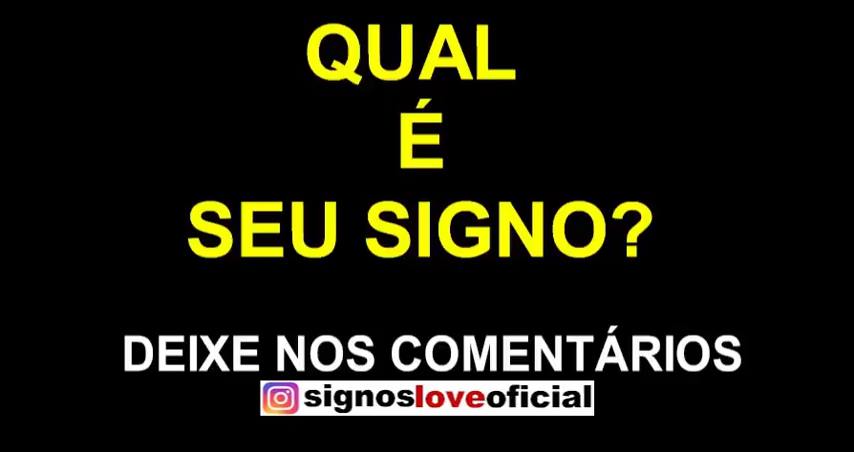 QUAL
É
SEU SIGNO?
DEIXE NOS COMENTÁRIOS
signosloveoficial